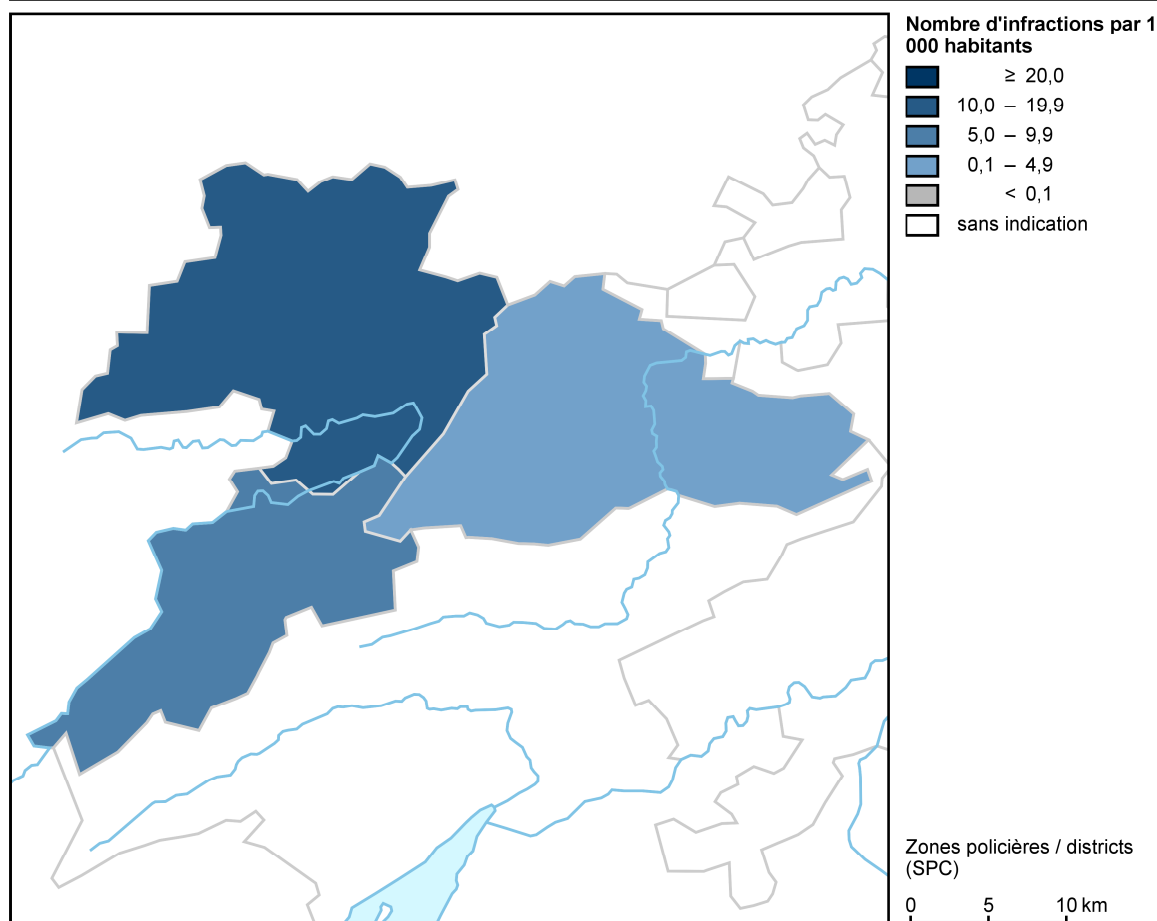 Nombre d'infractions par 1
000 habitants
≥ 20,0
10,0 – 19,9
5,0 – 9,9
0,1 – 4,9
< 0,1
sans indication
Zones policières / districts
(SPC)
0 5 10 km